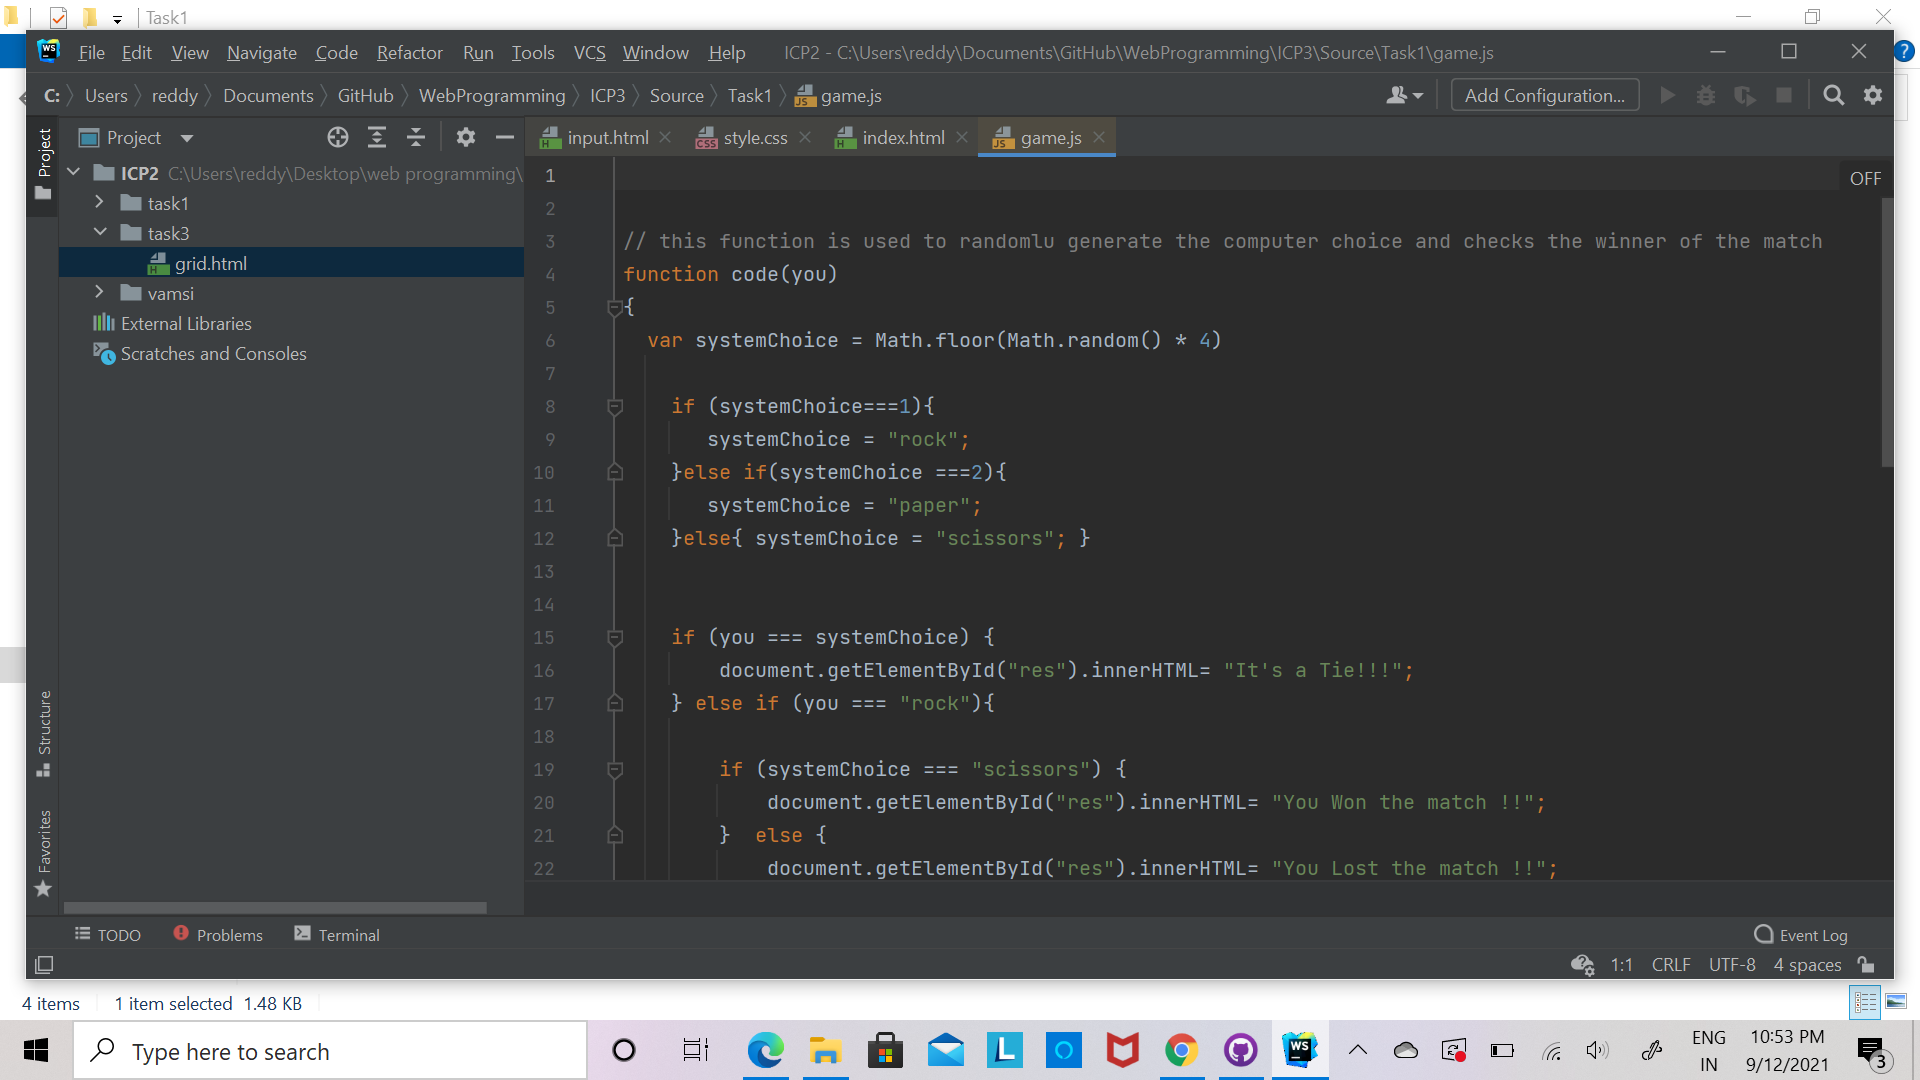 Task1
File Edit View Navigate Code Refactor Run Tools VCS Window Help ICP2 - C:\Users\reddy\Documents\GitHub\WebProgramming\ICP3\Source\Task1\game.js
C: Users reddy Documents GitHub WebProgramming ICP3 Source Task1 game.js Add Configuration...
Project
Project
input.html style.css index.html game.js
ICP2 C:\Users\reddy\Desktop\web programming\
task1
task3
grid.html
vamsi
External Libraries
Scratches and Consoles
OFF
1
2
3 // this function is used to randomlu generate the computer choice and checks the winner of the match
4 function code(you)
5 {
6 var systemChoice = Math.floor(Math.random() * 4)
7
8 if (systemChoice===1){
9 systemChoice = "rock";
10 }else if(systemChoice ===2){
11 systemChoice = "paper";
12 }else{ systemChoice = "scissors"; }
13
14
15 if (you === systemChoice) {
16 document.getElementById("res").innerHTML= "It's a Tie!!!";
17 } else if (you === "rock"){
18
19 if (systemChoice === "scissors") {
20 document.getElementById("res").innerHTML= "You Won the match !!";
21 } else {
22 document.getElementById("res").innerHTML= "You Lost the match !!";
Structure
Favorites
TODO Problems Terminal Event Log
1:1 CRLF UTF-8 4 spaces
4 items 1 item selected 1.48 KB
Type here to search
ENG
IN
10:53 PM
9/12/2021
3